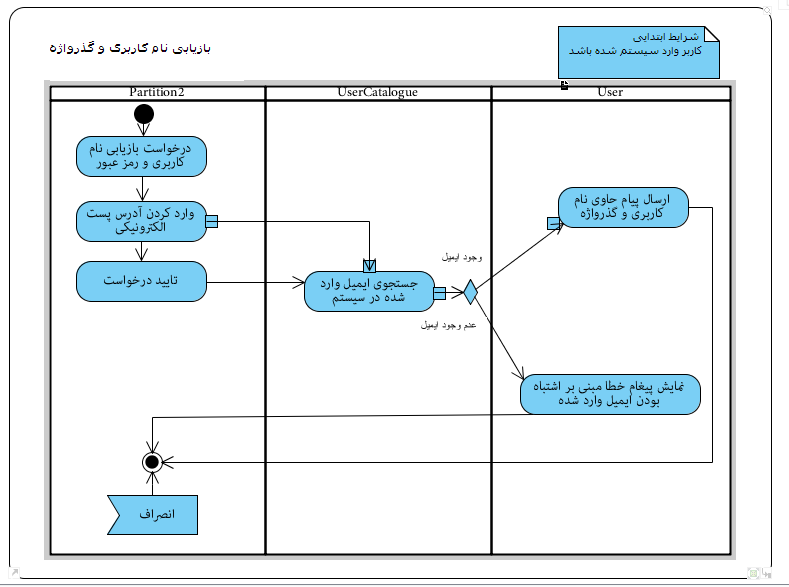 بازیابی نام کاربری و گذرواژه
شرایط ابتدایی
کاربر وارد سیستم شده باشد
Partition2
UserCatalogue
User
درخواست بازیابی نام
کاربری و رمز عبور
وارد کردن آدرس پست
الکترونیکی
تایید درخواست
جستجوی ایمیل وارد
شده در سیستم
وجود ایمیل
عدم وجود ایمیل
ارسال پیام حاوی نام
کاربری و گذرواژه
نمایش پیغام خطا مبنی بر اشتباه
بودن ایمیل وارد شده
انصراف